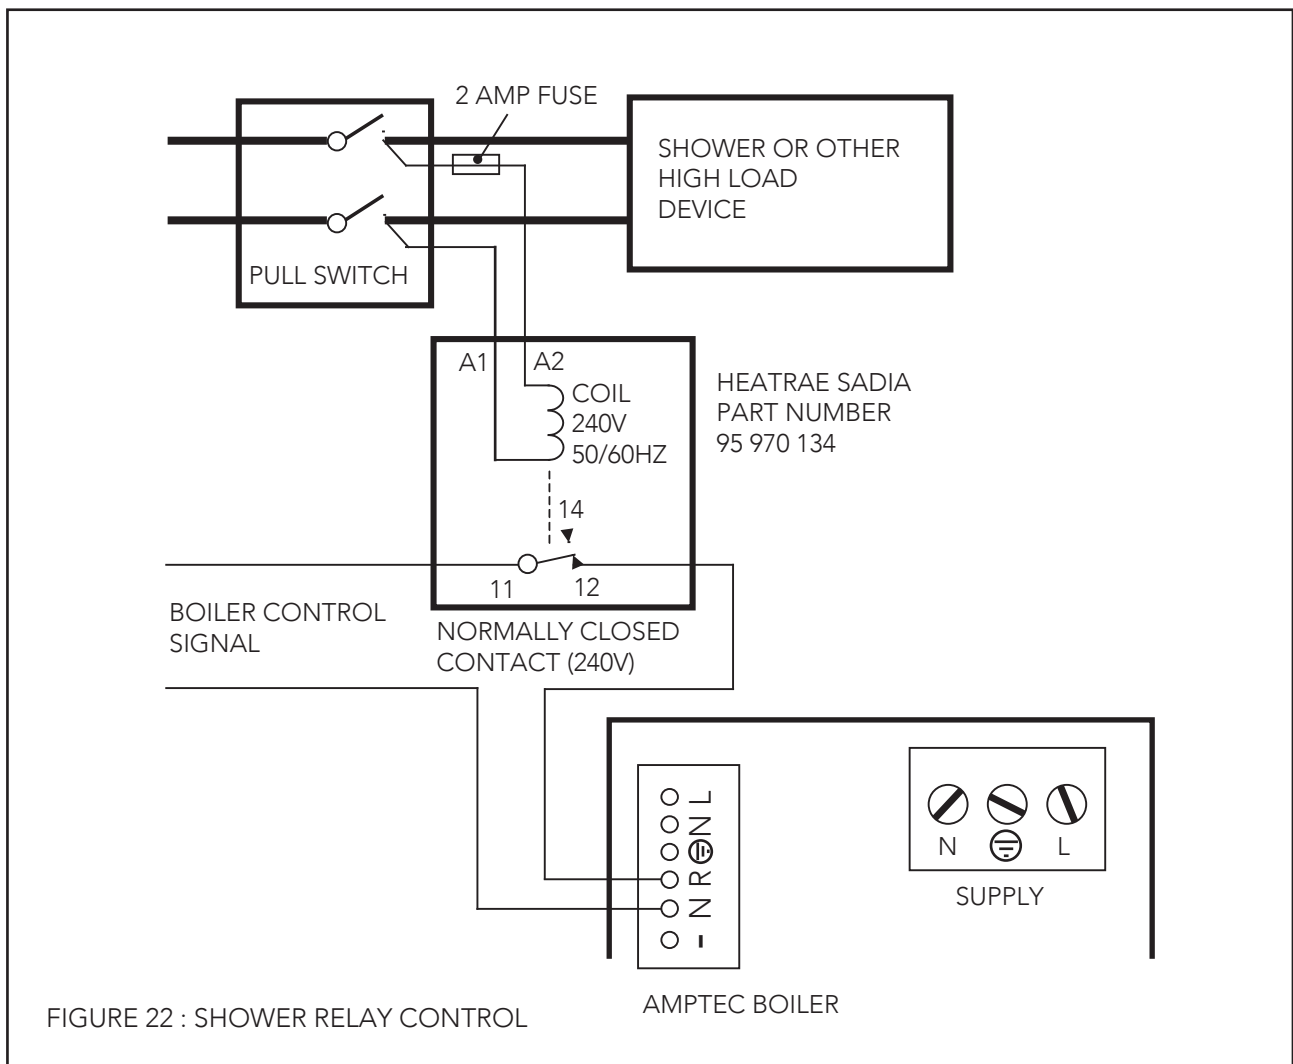 2 AMP FUSE
SHOWER OR OTHER
HIGH LOAD
DEVICE
PULL SWITCH
A1
A2
COIL
240V
50/60HZ
HEATRAE SADIA
PART NUMBER
95 970 134
14
11
12
BOILER CONTROL
SIGNAL
NORMALLY CLOSED
CONTACT (240V)
L
N
R
N
-
N
L
SUPPLY
AMPTEC BOILER
FIGURE 22 : SHOWER RELAY CONTROL